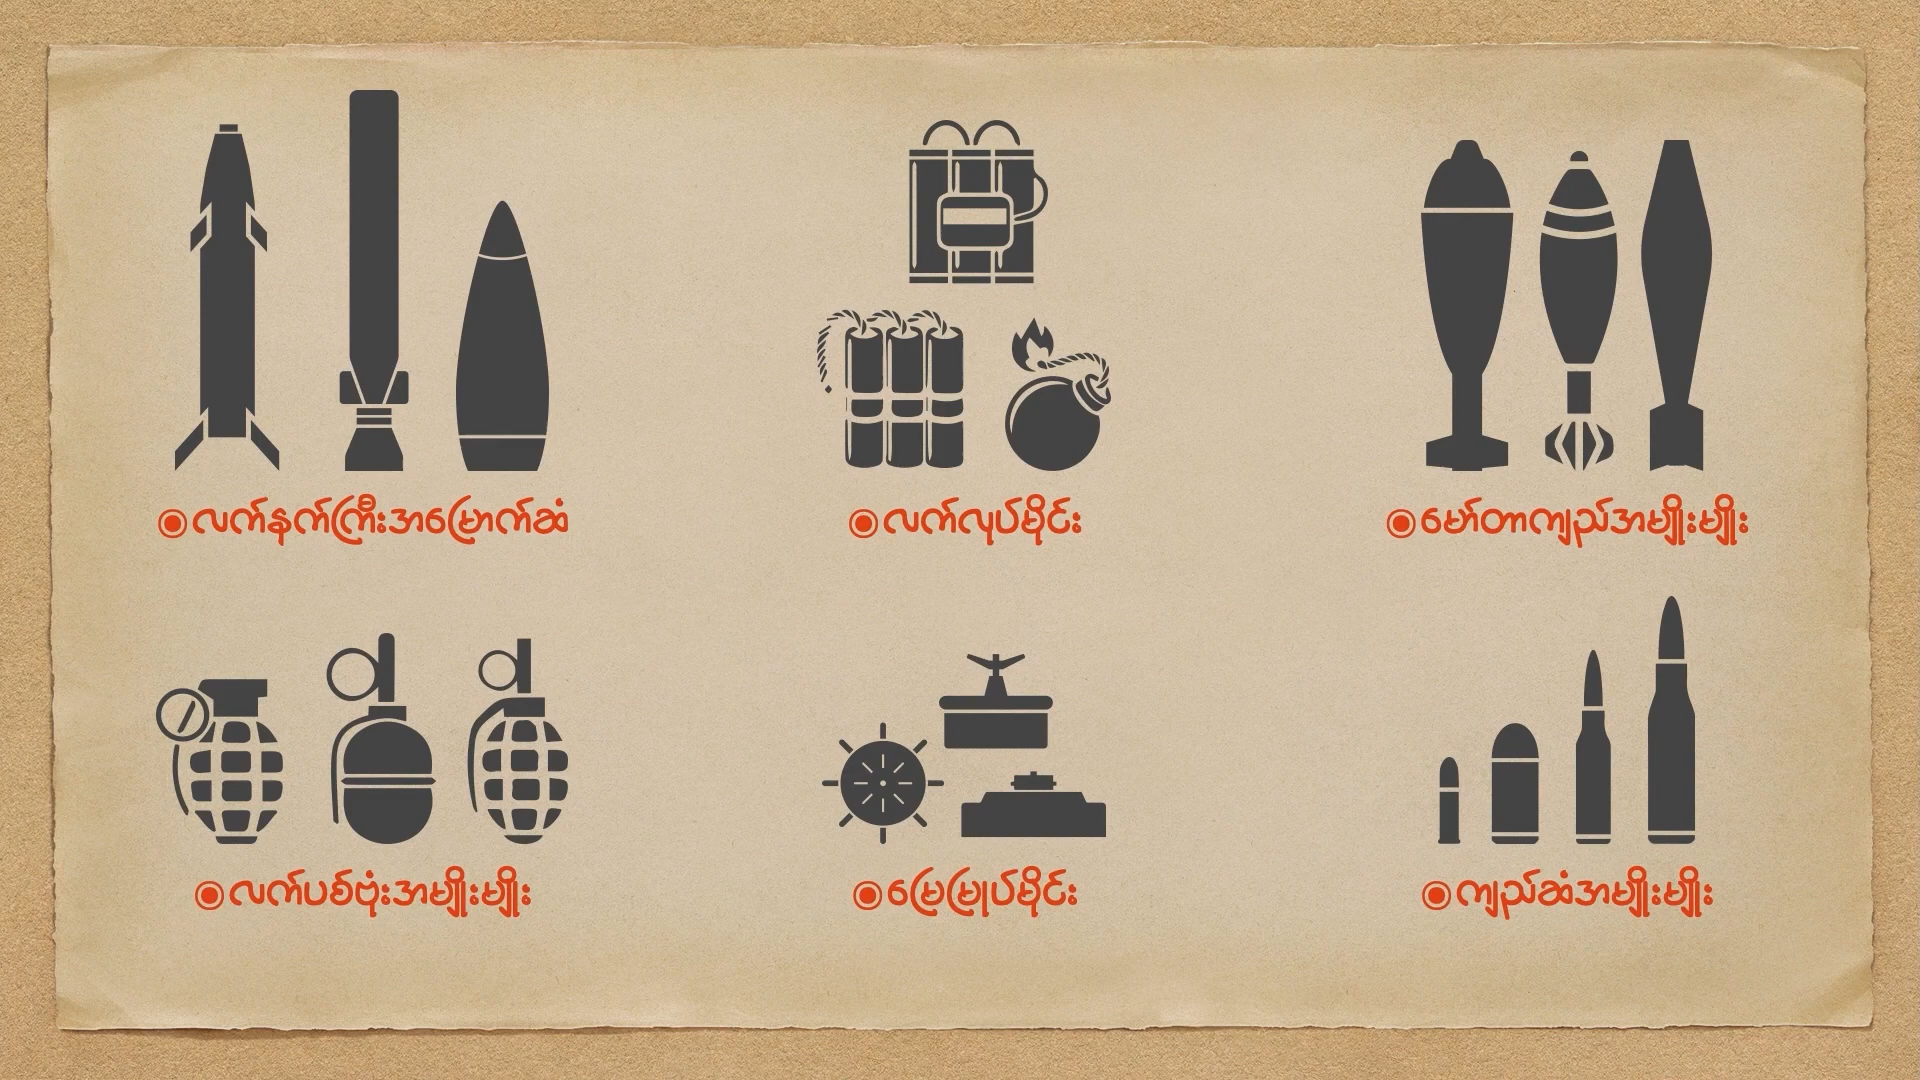 ◉လက်နက်ကြီးအမြောက်ဆံ
◉လက်လုပ်မိုင်း
◉မော်တာကျည်အမျိုးမျိုး
◉လက်ပစ်ဗုံးအမျိုးမျိုး
◉မြေမြှုပ်မိုင်း
◉ကျည်ဆံအမျိုးမျိုး